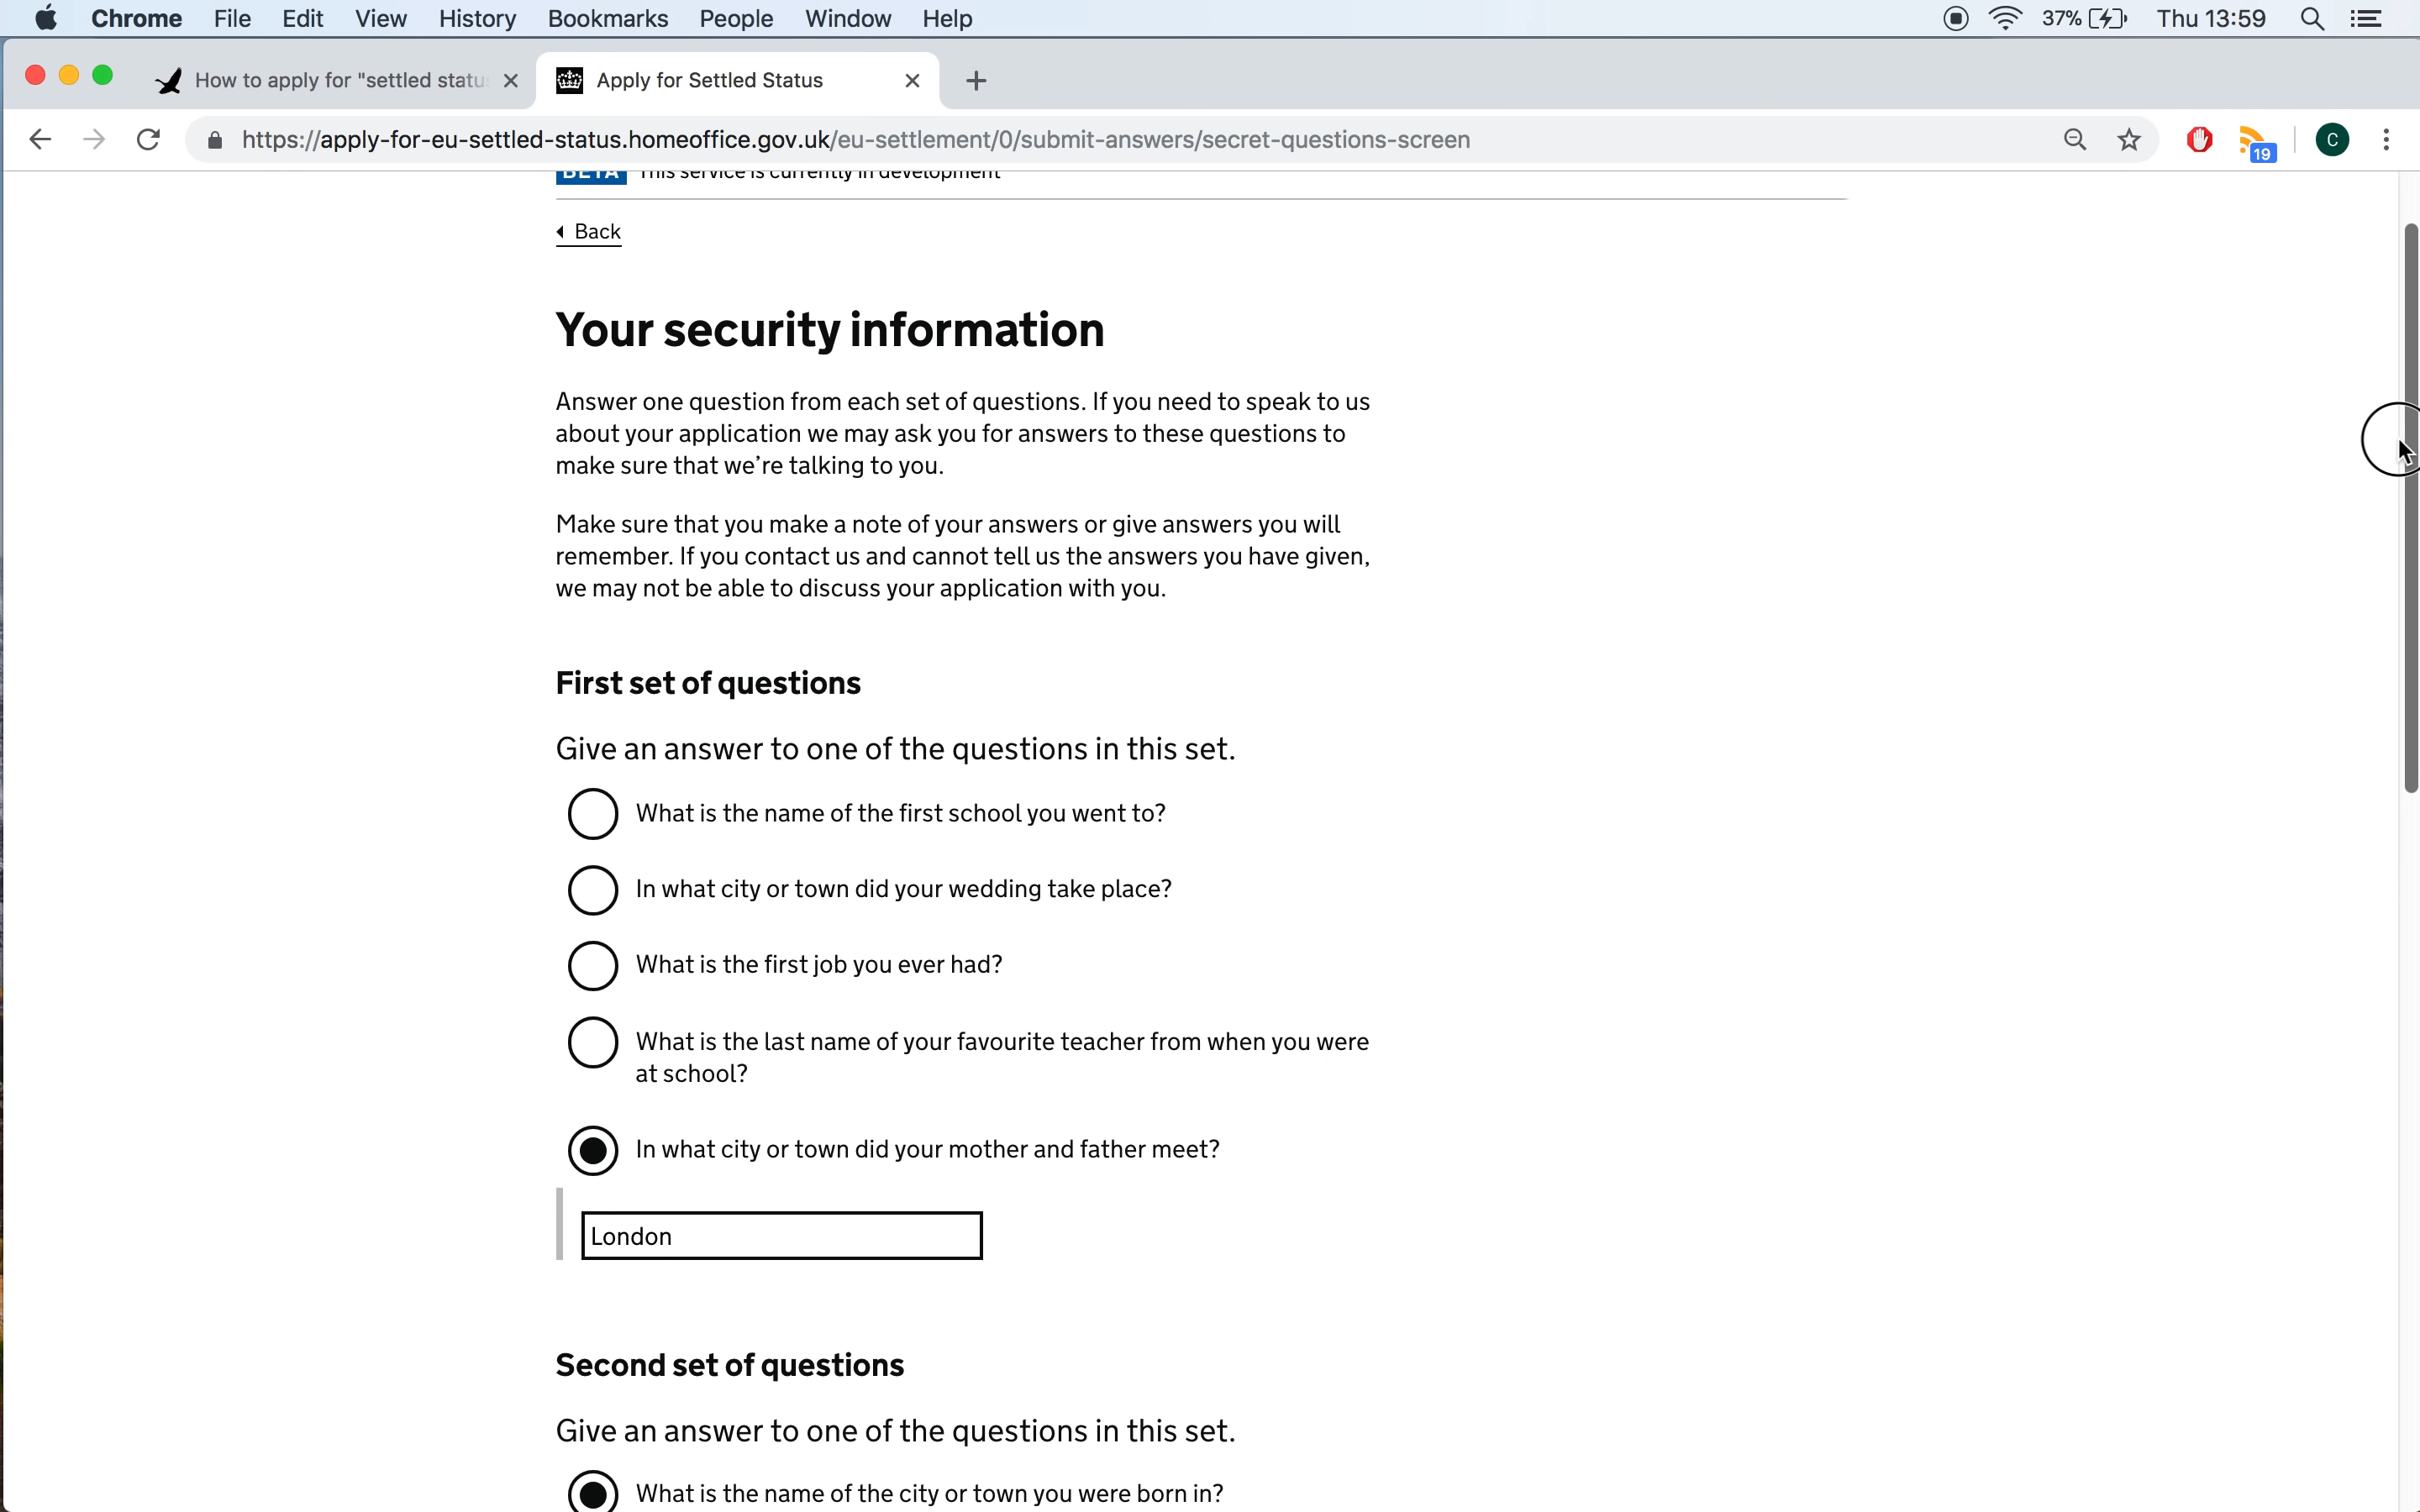 Chrome File Edit View History Bookmarks People Window Help 37% Thu 13:59
How to apply for "settled statu Apply for Settled Status
https://apply-for-eu-settled-status.homeoffice.gov.uk/eu-settlement/0/submit-answers/secret-questions-screen 19 C
BETA This service is currently in development
Back
Your security information
Answer one question from each set of questions. If you need to speak to us
about your application we may ask you for answers to these questions to
make sure that we’re talking to you.
Make sure that you make a note of your answers or give answers you will
remember. If you contact us and cannot tell us the answers you have given,
we may not be able to discuss your application with you.
First set of questions
Give an answer to one of the questions in this set.
What is the name of the first school you went to?
In what city or town did your wedding take place?
What is the first job you ever had?
What is the last name of your favourite teacher from when you were
at school?
In what city or town did your mother and father meet?
London
Second set of questions
Give an answer to one of the questions in this set.
What is the name of the city or town you were born in?